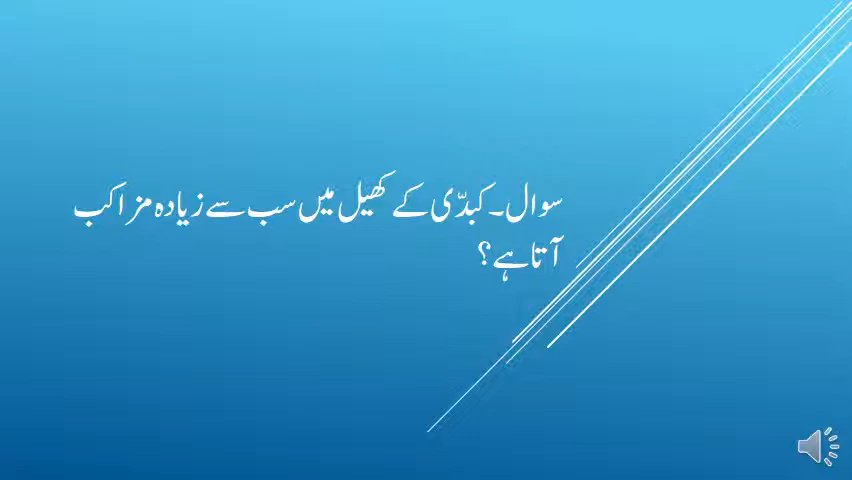 سوال۔ کبڈّی کے کھیل میں سب سے زیادہ مزا کب
آتا ہے؟